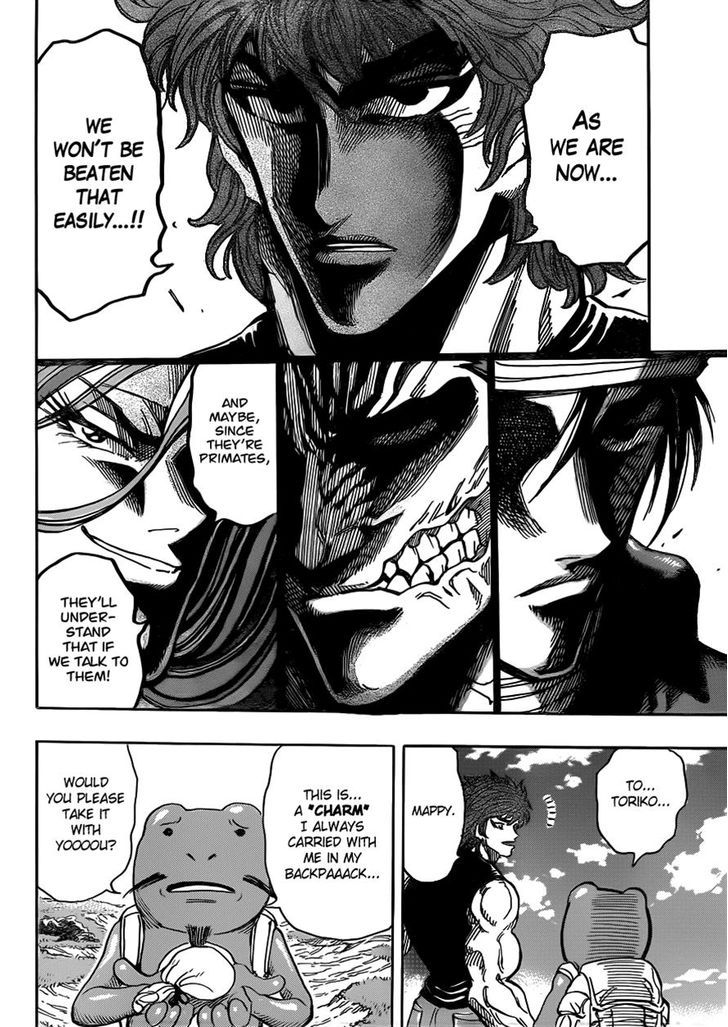 AS
WE ARE
NOW...
WE
WON'T BE
BEATEN
THAT
EASILY...!!
AND
MAYBE,
SINCE
THEY'RE
PRIMATES,
THEY'LL
UNDER-
STAND
THAT IF
WE TALK TO
THEM!
TO...
TORIKO...
MAPPY.
THIS IS...
A "CHARM"
I ALWAYS
CARRIED WITH
ME IN MY
BACKPAAACK...
WOULD
YOU PLEASE
TAKE IT
WITH
YOOOOU?